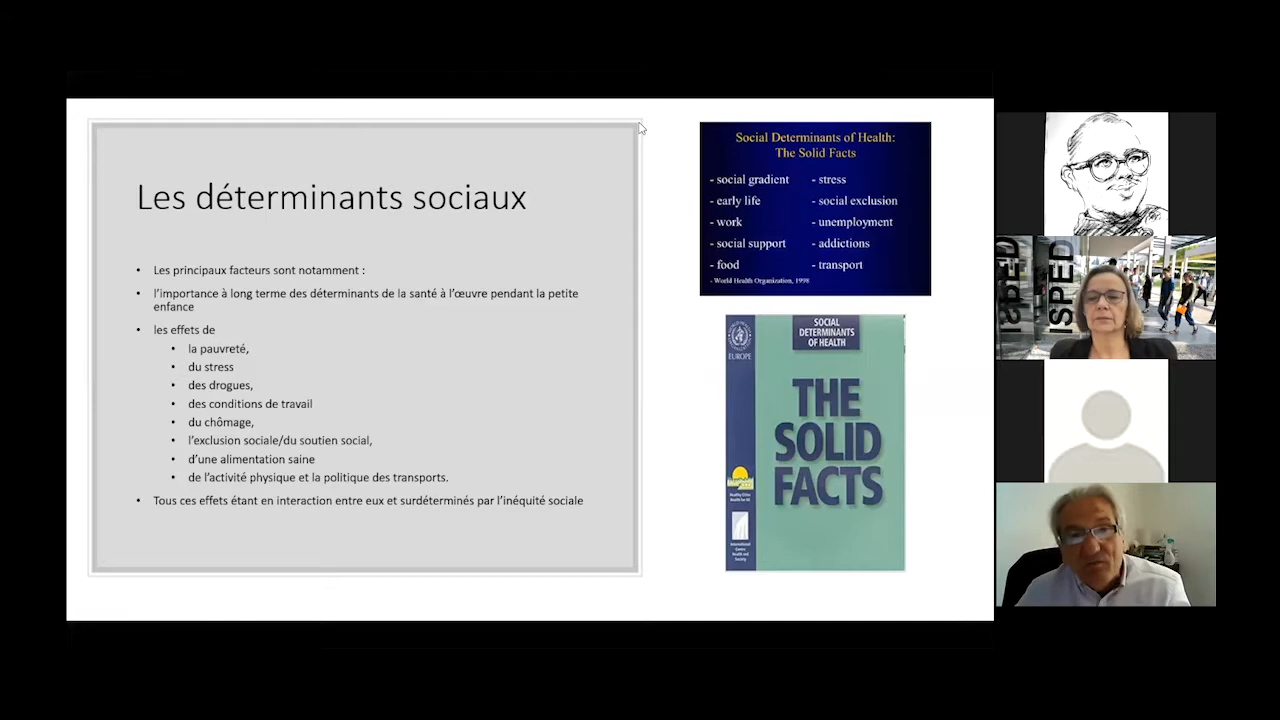 Les déterminants sociaux
• Les principaux facteurs sont notamment :
• l'importance à long terme des déterminants de la santé à l'œuvre pendant la petite
enfance
• les effets de
• la pauvreté,
• du stress
• des drogues,
• des conditions de travail
• du chômage,
• l'exclusion sociale/du soutien social,
• d'une alimentation saine
• de l'activité physique et la politique des transports.
• Tous ces effets étant en interaction entre eux et surdéterminés par l'inéquité sociale
Social Determinants of Health:
The Solid Facts
- social gradient
- early life
- work
- social support
- food
- stress
- social exclusion
- unemployment
- addictions
- transport
- World Health Organization, 1998
SOCIAL
DETERMINANTS
OF HEALTH
EUROPE
THE
SOLID
FACTS
International
Centre
Health and
Society
ISPED
ISPED